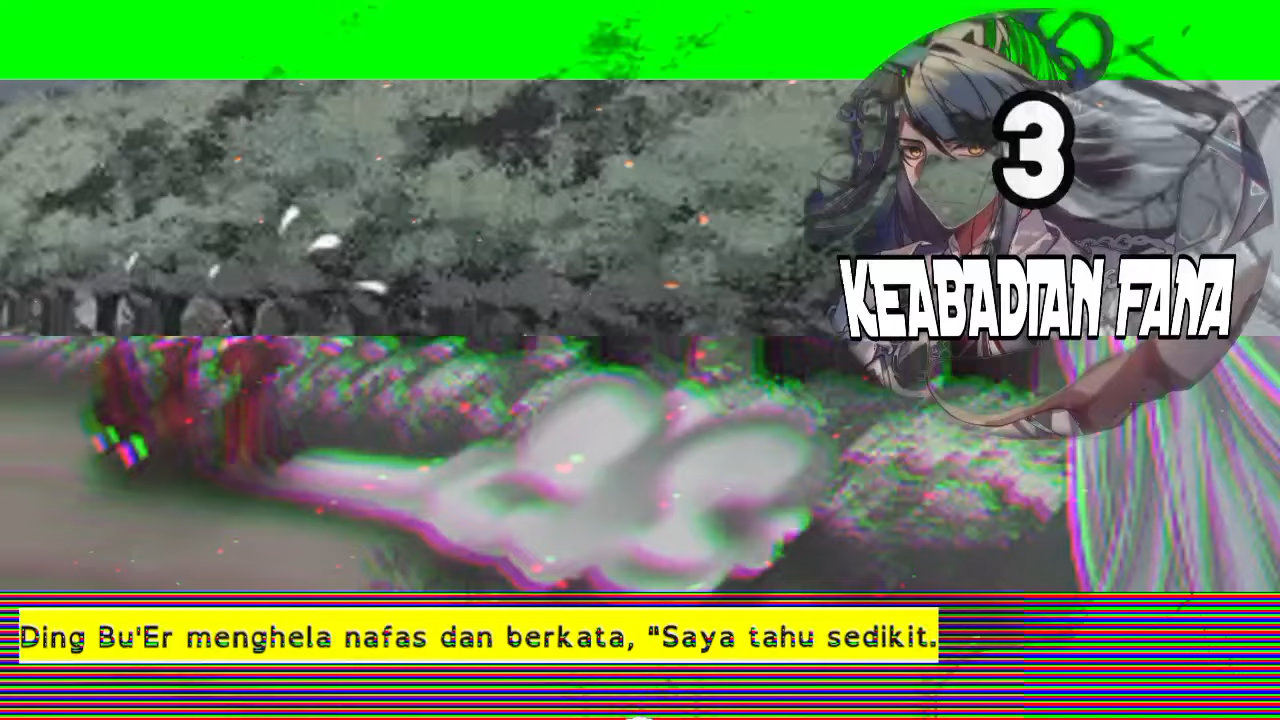 3
KEABADIAN FANA
Ding Bu'Er menghela nafas dan berkata, "Saya tahu sedikit.